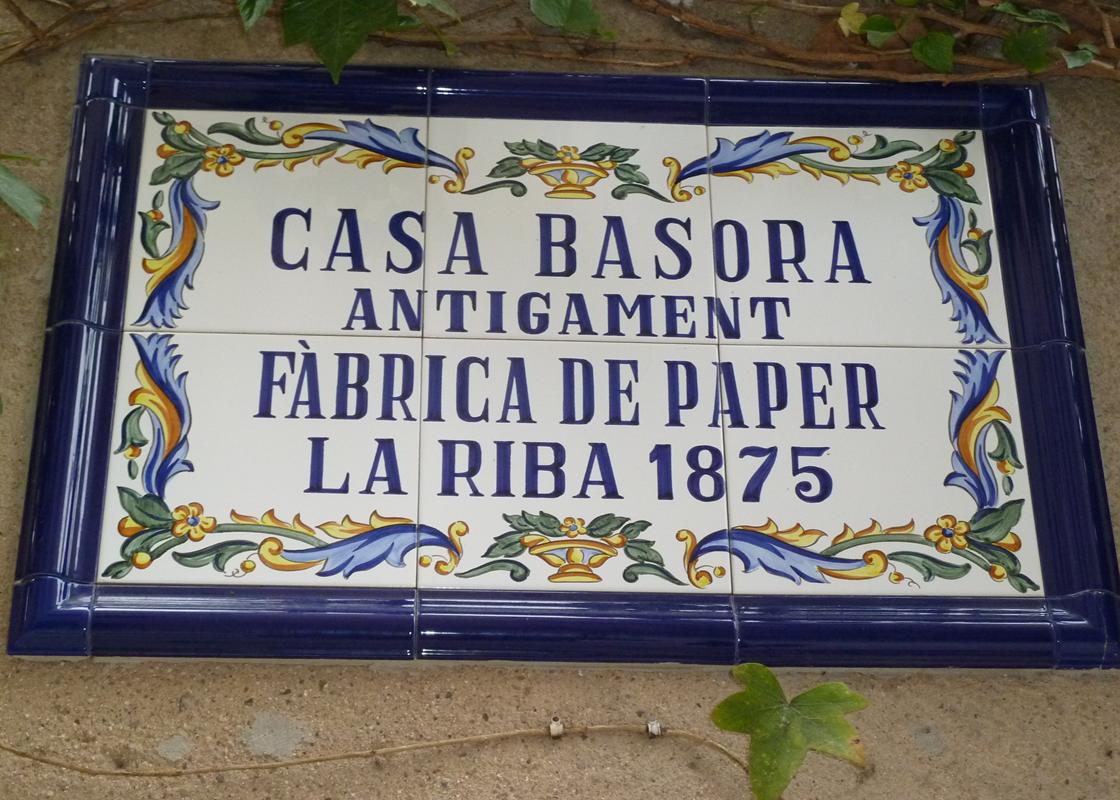 CASA BASORA
ANTIGAMENT
FÀBRICA DE PAPER
LA RIBA 1875